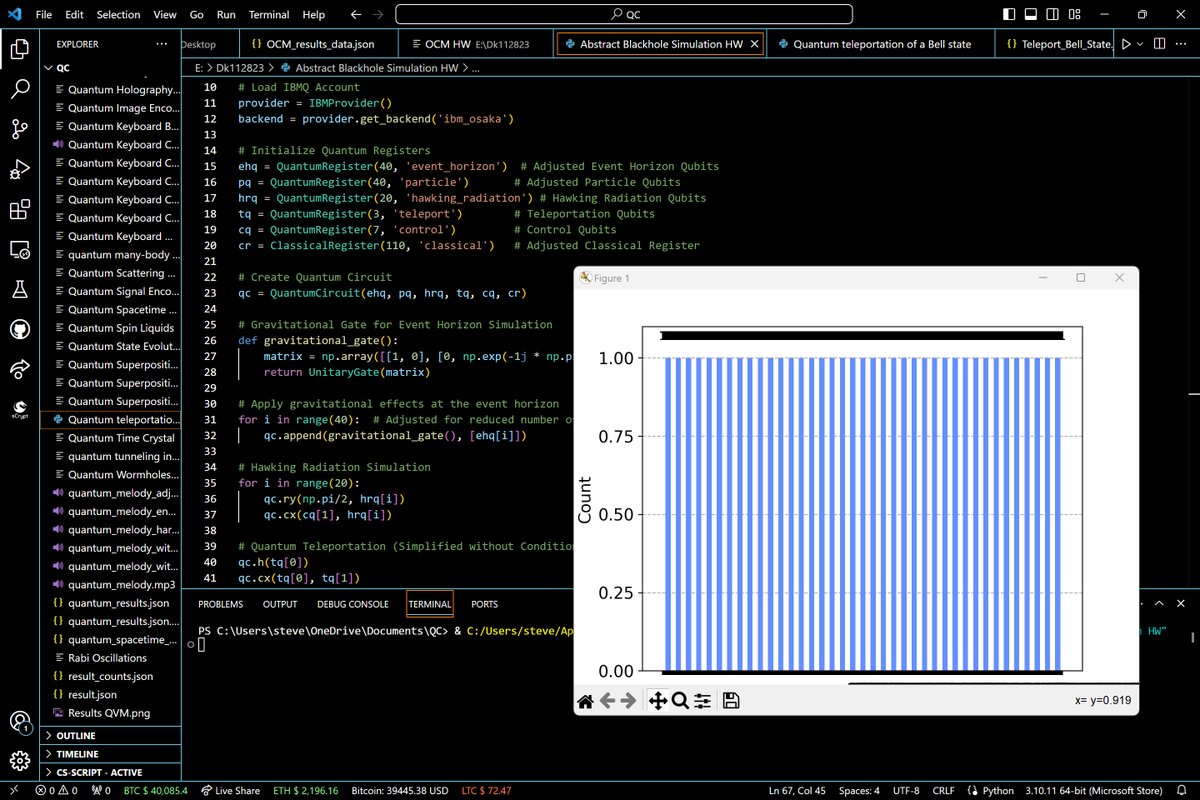 File Edit Selection View Go Run Terminal Help QC
EXPLORER
QC
Quantum Holography...
Quantum Image Enco...
Quantum Keyboard B...
Quantum Keyboard C...
Quantum Keyboard C...
Quantum Keyboard C...
Quantum Keyboard C...
Quantum Keyboard C...
Quantum Keyboard ...
quantum many-body ...
Quantum Scattering ...
Quantum Signal Enco...
Quantum Spacetime ...
Quantum Spin Liquids
Quantum State Evolut...
Quantum Superpositi...
Quantum Superpositi...
Quantum Superpositi...
Quantum teleportatio...
Quantum Time Crystal
quantum tunneling in...
Quantum Wormholes...
quantum_melody_adj...
quantum_melody_en...
quantum_melody_har...
quantum_melody_wit...
quantum_melody_wit...
quantum_melody.mp3
quantum_results.json
quantum_results.json...
quantum_spacetime_...
Rabi Oscillations
result_counts.json
result.json
Results QVM.png
OUTLINE
TIMELINE
CS-SCRIPT - ACTIVE
Desktop {} OCM_results_data.json OCM HW E:\Dk112823 Abstract Blackhole Simulation HW Quantum teleportation of a Bell state {} Teleport_Bell_State.
E: > Dk112823 > Abstract Blackhole Simulation HW > ...
10 # Load IBMQ Account
11 provider = IBMProvider()
12 backend = provider.get_backend('ibm_osaka')
13
14 # Initialize Quantum Registers
15 ehq = QuantumRegister(40, 'event_horizon') # Adjusted Event Horizon Qubits
16 pq = QuantumRegister(40, 'particle') # Adjusted Particle Qubits
17 hrq = QuantumRegister(20, 'hawking_radiation') # Hawking Radiation Qubits
18 tq = QuantumRegister(3, 'teleport') # Teleportation Qubits
19 cq = QuantumRegister(7, 'control') # Control Qubits
20 cr = ClassicalRegister(110, 'classical') # Adjusted Classical Register
21
22 # Create Quantum Circuit
23 qc = QuantumCircuit(ehq, pq, hrq, tq, cq, cr)
24
25 # Gravitational Gate for Event Horizon Simulation
26 def gravitational_gate():
27 matrix = np.array([[1, 0], [0, np.exp(-1j * np.p
28 return UnitaryGate(matrix)
29
30 # Apply gravitational effects at the event horizon
31 for i in range(40): # Adjusted for reduced number o
32 qc.append(gravitational_gate(), [ehq[i]])
33
34 # Hawking Radiation Simulation
35 for i in range(20):
36 qc.ry(np.pi/2, hrq[i])
37 qc.cx(cq[1], hrq[i])
38
39 # Quantum Teleportation (Simplified without Conditio
40 qc.h(tq[0])
41 qc.cx(tq[0], tq[1])
Figure 1
Count
1.00
0.75
0.50
0.25
0.00
x= y=0.919
PROBLEMS OUTPUT DEBUG CONSOLE TERMINAL PORTS
PS C:\Users\steve\OneDrive\Documents\QC> & C:/Users/steve/Ap
HW"
0 0 0 BTC $ 40,085.4 Live Share ETH $ 2,196.16 Bitcoin: 39445.38 USD LTC $ 72.47 Ln 67, Col 45 Spaces: 4 UTF-8 CRLF Python 3.10.11 64-bit (Microsoft Store)